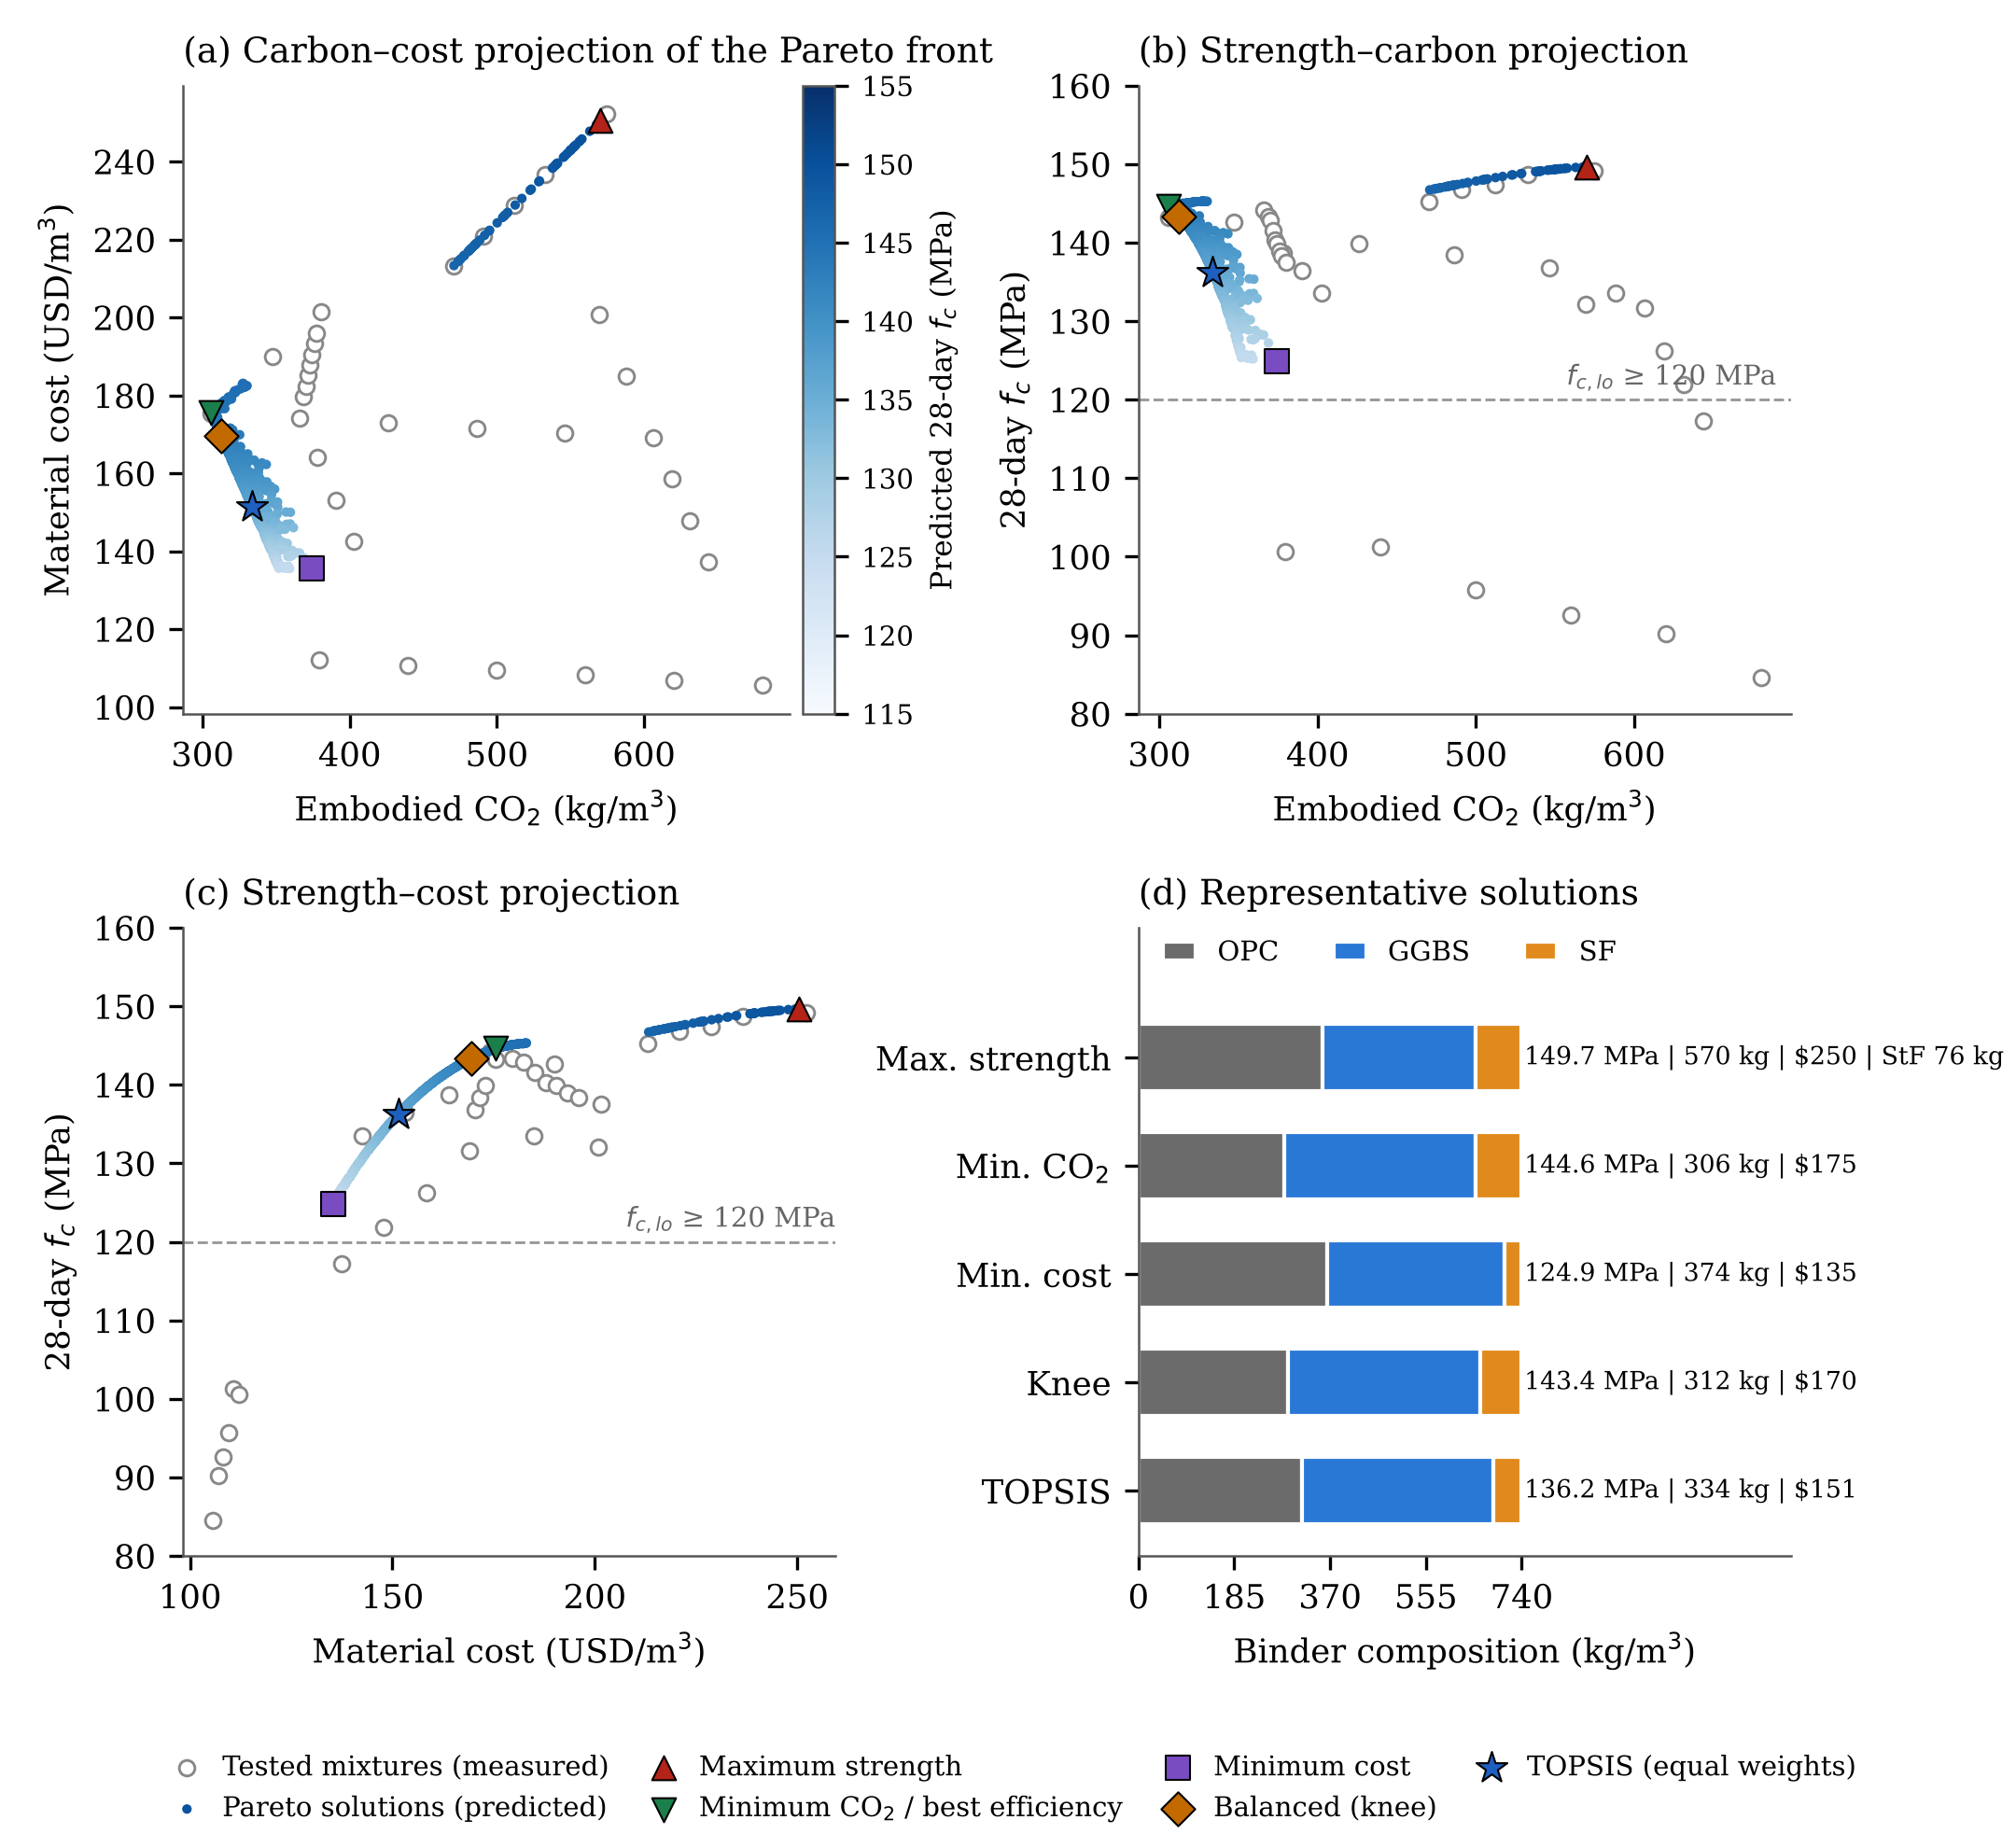 (a) Carbon–cost projection of the Pareto front
Material cost (USD/m³)
240
220
200
180
160
140
120
100
300 400 500 600
Embodied CO₂ (kg/m³)
155
150
145
140
135
130
125
120
115
Predicted 28-day f_c (MPa)
(b) Strength–carbon projection
28-day f_c (MPa)
160
150
140
130
120
110
100
90
80
f_c,lo ≥ 120 MPa
300 400 500 600
Embodied CO₂ (kg/m³)
(c) Strength–cost projection
28-day f_c (MPa)
160
150
140
130
120
110
100
90
80
f_c,lo ≥ 120 MPa
100 150 200 250
Material cost (USD/m³)
(d) Representative solutions
OPC GGBS SF
Max. strength 149.7 MPa | 570 kg | $250 | StF 76 kg
Min. CO₂ 144.6 MPa | 306 kg | $175
Min. cost 124.9 MPa | 374 kg | $135
Knee 143.4 MPa | 312 kg | $170
TOPSIS 136.2 MPa | 334 kg | $151
0 185 370 555 740
Binder composition (kg/m³)
Tested mixtures (measured) Maximum strength Minimum cost TOPSIS (equal weights)
Pareto solutions (predicted) Minimum CO₂ / best efficiency Balanced (knee)